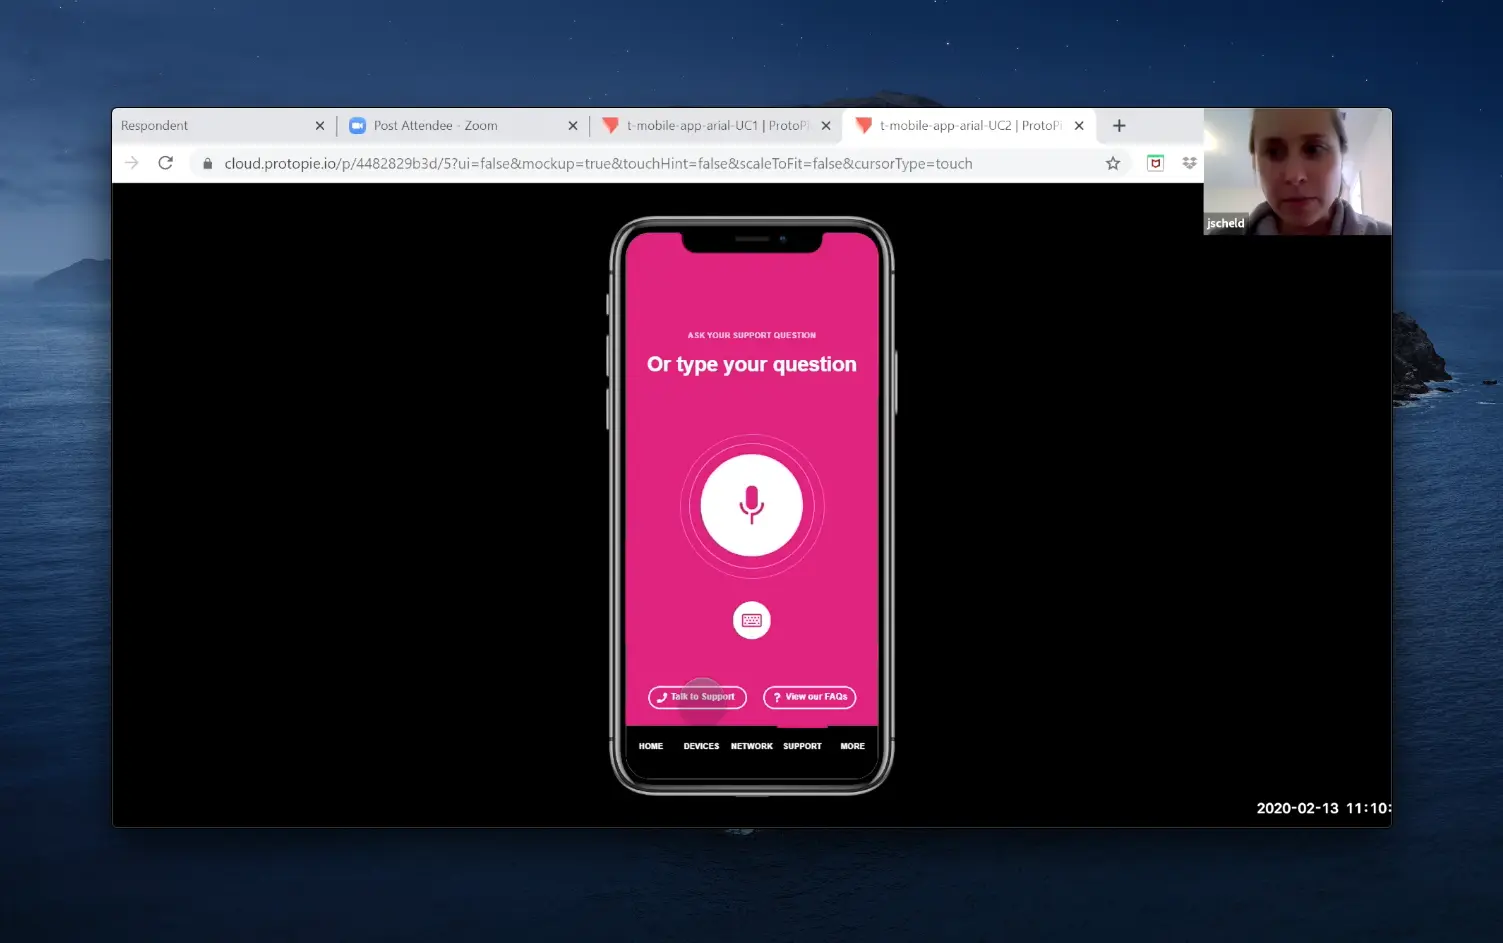 Respondent
Post Attendee - Zoom
t-mobile-app-arial-UC1 | ProtoPi
t-mobile-app-arial-UC2 | ProtoPi
cloud.protopie.io/p/4482829b3d/5?ui=false&mockup=true&touchHint=false&scaleToFit=false&cursorType=touch
jscheld
ASK YOUR SUPPORT QUESTION
Or type your question
Talk to Support
? View our FAQs
HOME DEVICES NETWORK SUPPORT MORE
2020-02-13 11:10: